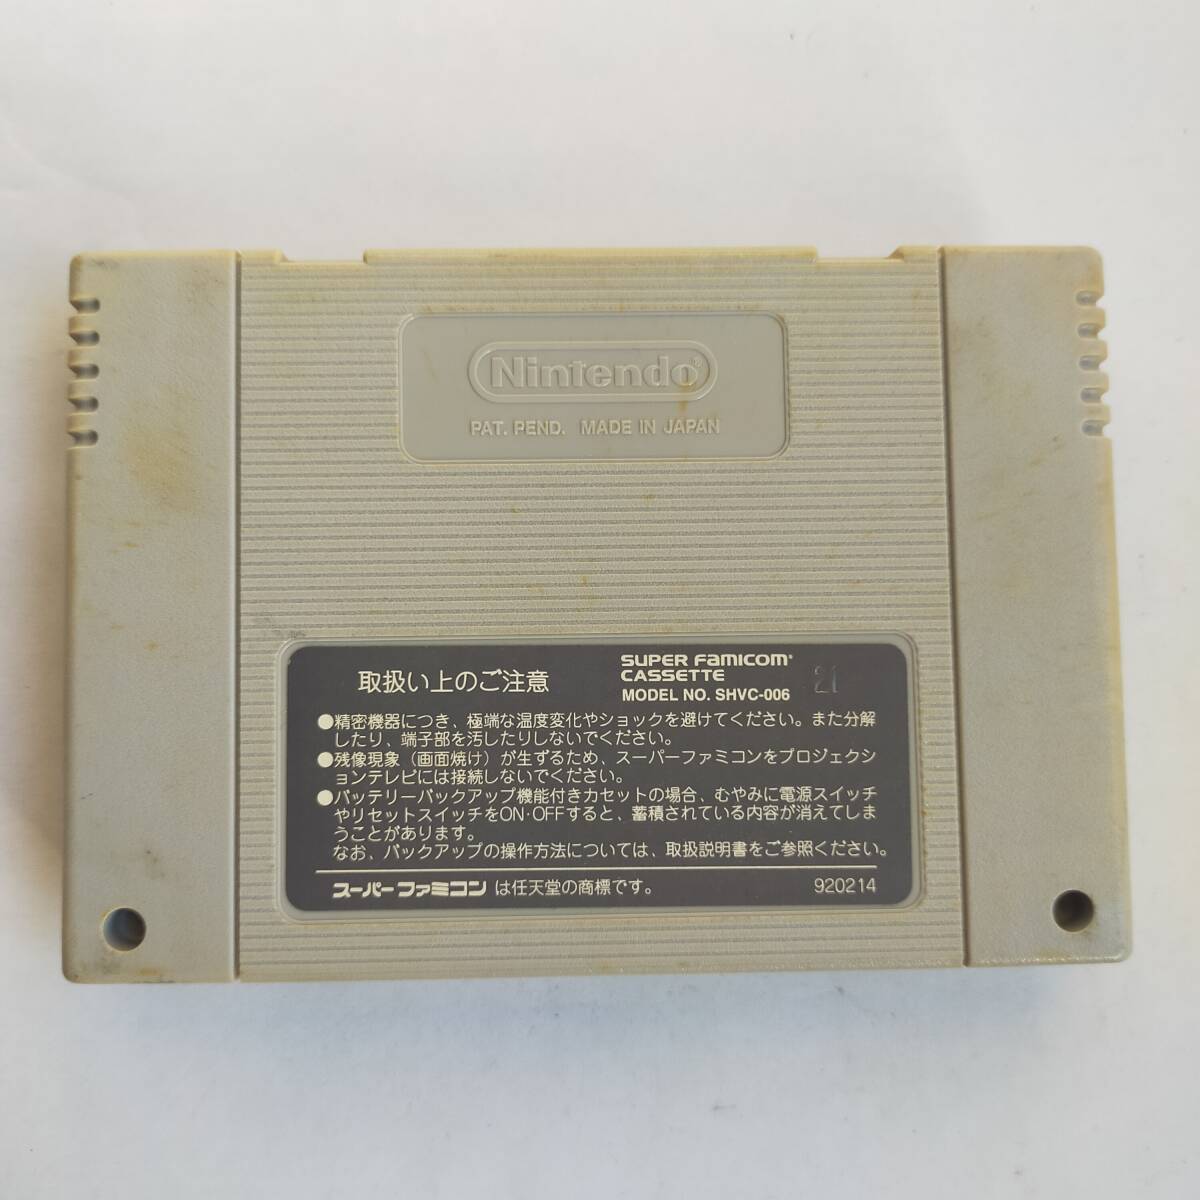 Nintendo®
PAT. PEND. MADE IN JAPAN
取扱い上のご注意
SUPER FAMICOM®
CASSETTE
MODEL NO. SHVC-006
21
●精密機器につき、極端な温度変化やショックを避けてください。また分解
したり、端子部を汚したりしないでください。
●残像現象（画面焼け）が生ずるため、スーパーファミコンをプロジェクシ
ョンテレビには接続しないでください。
●バッテリーバックアップ機能付きカセットの場合、むやみに電源スイッチ
やリセットスイッチをON・OFFすると、蓄積されている内容が消えてしま
うことがあります。
なお、バックアップの操作方法については、取扱説明書をご参照ください。
スーパーファミコン は任天堂の商標です。
920214